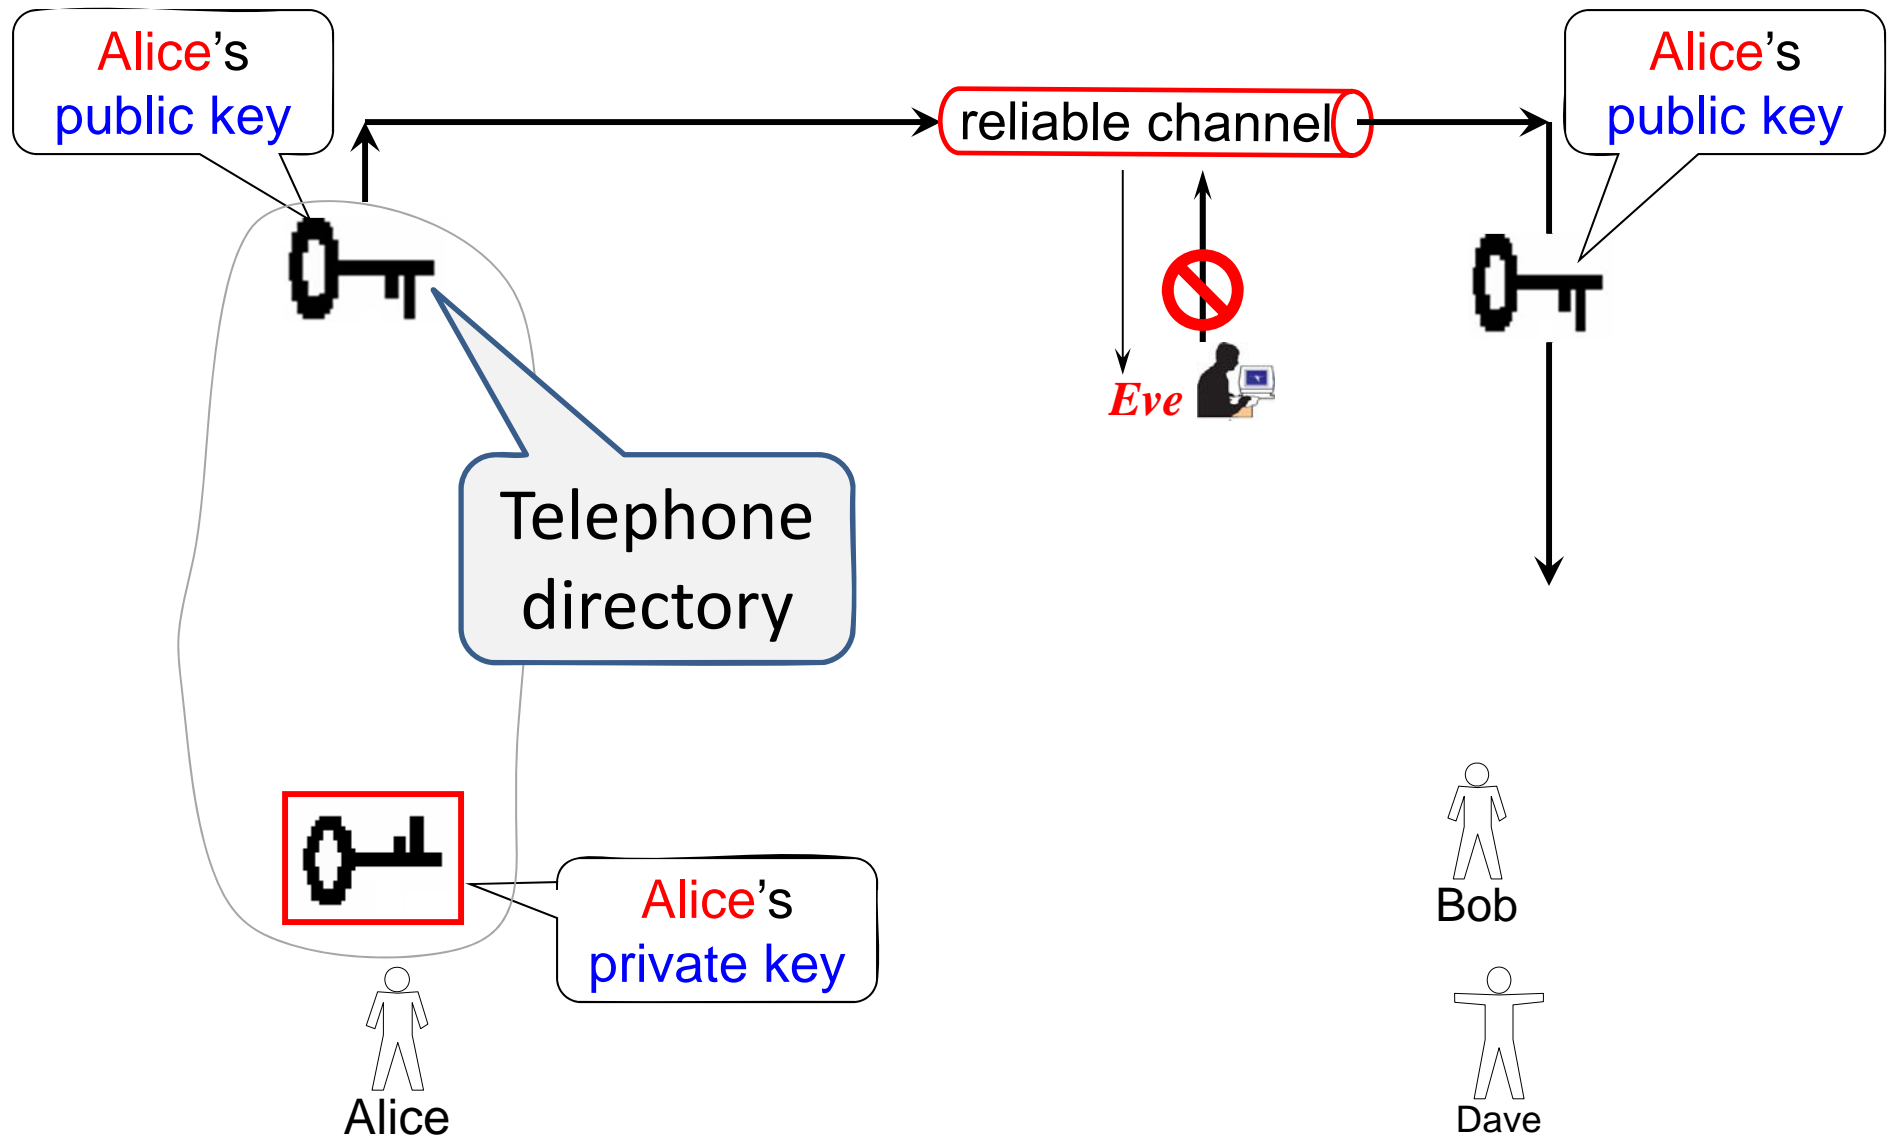 Alice's
public key
reliable channel
Alice's
public key
Eve
Telephone
directory
Alice's
private key
Bob
Alice
Dave